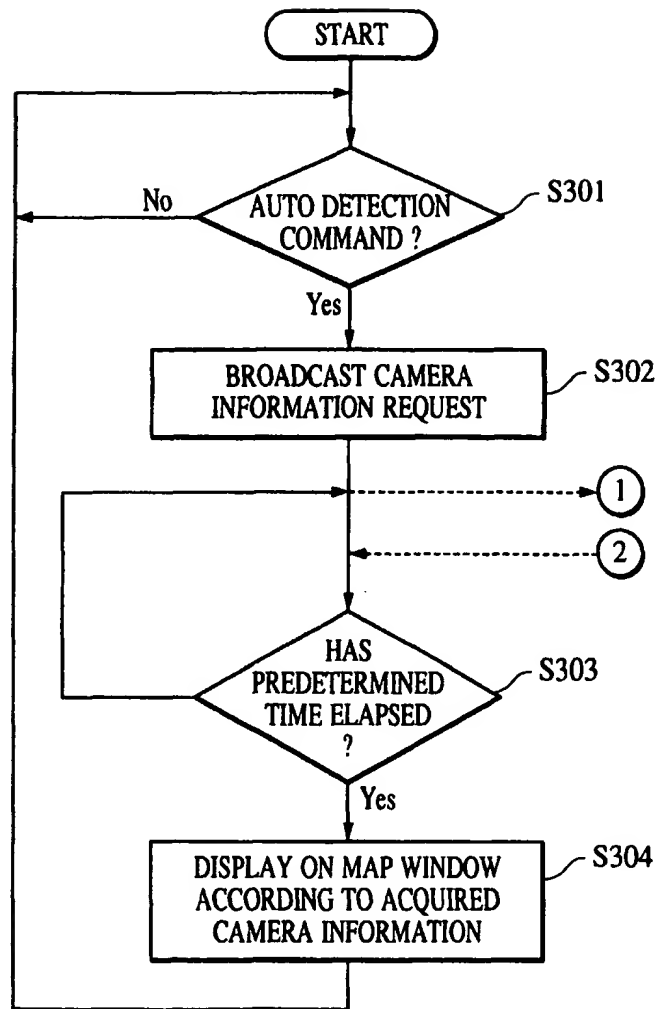 START
No
AUTO DETECTION
COMMAND ?
S301
Yes
BROADCAST CAMERA
INFORMATION REQUEST
S302
1
2
HAS
PREDETERMINED
TIME ELAPSED
?
S303
Yes
DISPLAY ON MAP WINDOW
ACCORDING TO ACQUIRED
CAMERA INFORMATION
S304